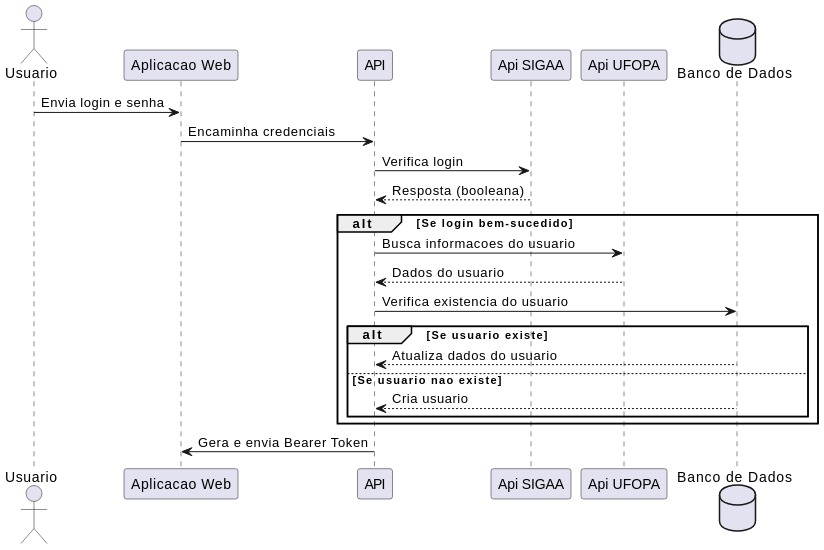 Usuario
Aplicacao Web
API
Api SIGAA
Api UFOPA
Banco de Dados
Envia login e senha
Encaminha credenciais
Verifica login
Resposta (booleana)
alt [Se login bem-sucedido]
Busca informacoes do usuario
Dados do usuario
Verifica existencia do usuario
alt [Se usuario existe]
Atualiza dados do usuario
[Se usuario nao existe]
Cria usuario
Gera e envia Bearer Token
Usuario
Aplicacao Web
API
Api SIGAA
Api UFOPA
Banco de Dados